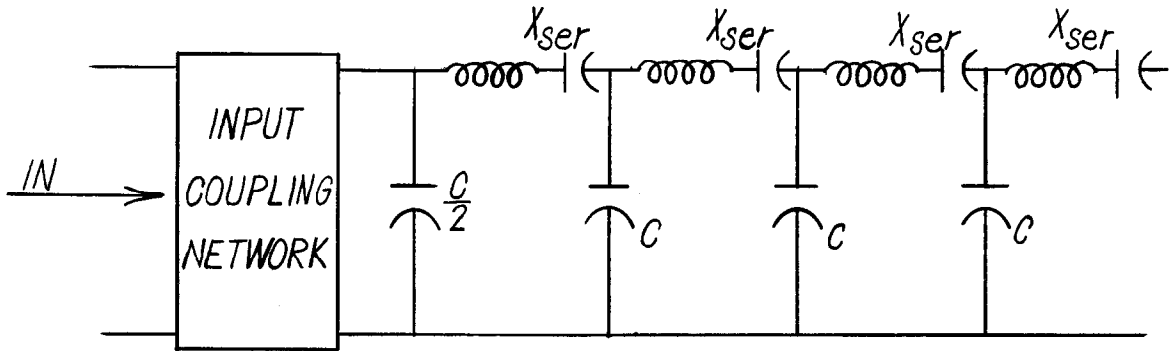 Xser Xser Xser Xser
INPUT
COUPLING
NETWORK
IN
C/2
C
C
C